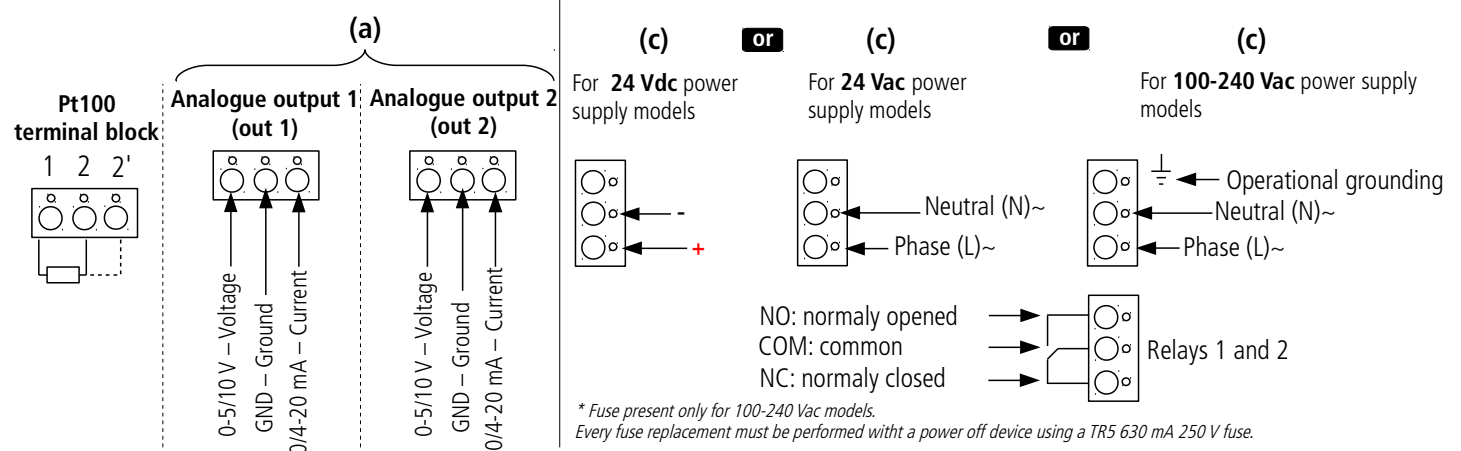 (a)
Pt100
terminal block
1 2 2'
Analogue output 1
(out 1)
0-5/10 V – Voltage
GND – Ground
0/4-20 mA – Current
Analogue output 2
(out 2)
0-5/10 V – Voltage
GND – Ground
0/4-20 mA – Current
(c)
For 24 Vdc power
supply models
-
+
or
(c)
For 24 Vac power
supply models
Neutral (N)~
Phase (L)~
or
(c)
For 100-240 Vac power supply
models
Operational grounding
Neutral (N)~
Phase (L)~
NO: normaly opened
COM: common
NC: normaly closed
Relays 1 and 2
* Fuse present only for 100-240 Vac models.
Every fuse replacement must be performed witht a power off device using a TR5 630 mA 250 V fuse.